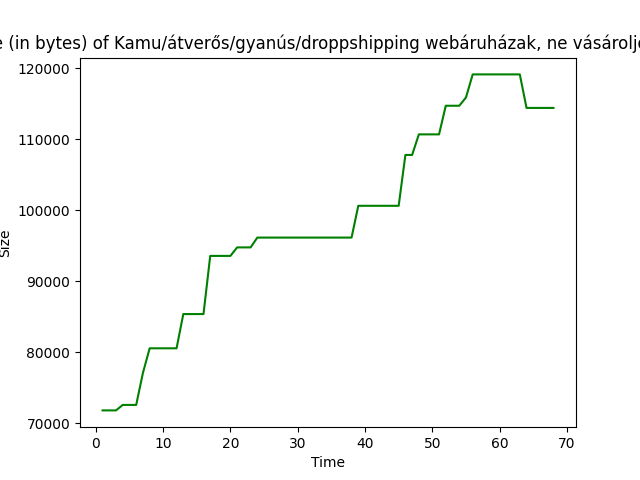 e (in bytes) of Kamu/átverős/gyanús/droppshipping webáruházak, ne vásárolj
120000
110000
100000
90000
80000
70000
Size
0 10 20 30 40 50 60 70
Time